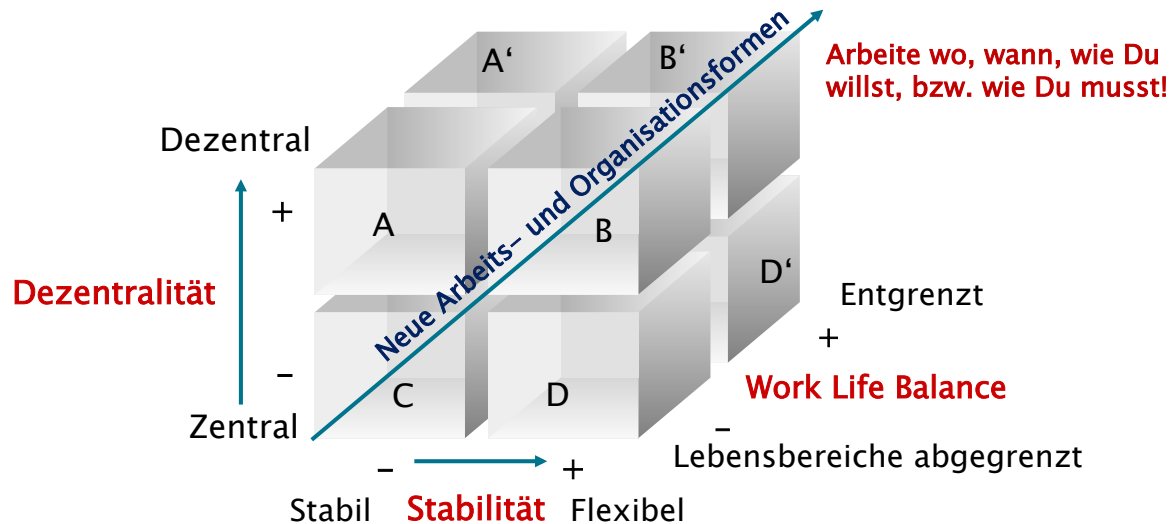 Arbeite wo, wann, wie Du
willst, bzw. wie Du musst!
A‘
B‘
Neue Arbeits– und Organisationsformen
Dezentral
+
A
B
Dezentralität
D‘
Entgrenzt
+
–
C
D
Work Life Balance
Zentral
–
Lebensbereiche abgegrenzt
–
+
Stabil
Stabilität
Flexibel